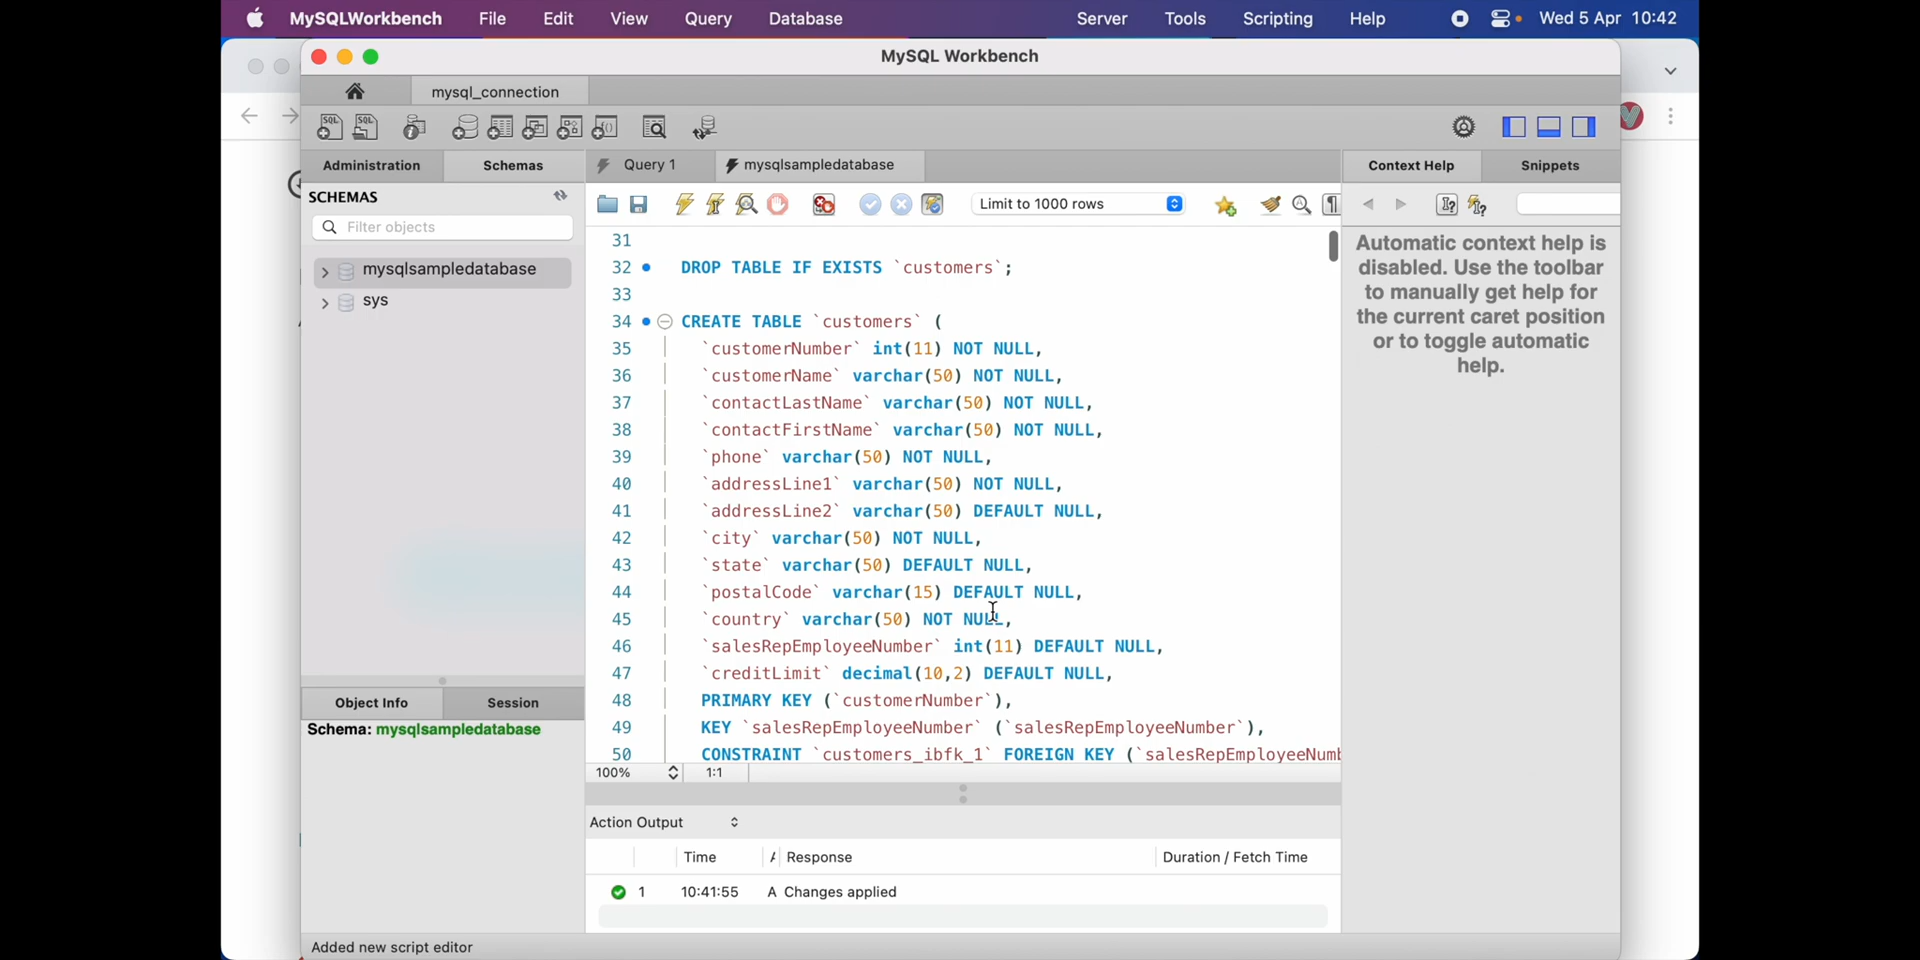 MySQLWorkbench File Edit View Query Database Server Tools Scripting Help Wed 5 Apr 10:42
MySQL Workbench
mysql_connection
Administration Schemas Query 1 mysqlsampledatabase Context Help Snippets
SCHEMAS
Limit to 1000 rows
Filter objects
mysqlsampledatabase
sys
31
32 DROP TABLE IF EXISTS `customers`;
33
34 CREATE TABLE `customers` (
35 `customerNumber` int(11) NOT NULL,
36 `customerName` varchar(50) NOT NULL,
37 `contactLastName` varchar(50) NOT NULL,
38 `contactFirstName` varchar(50) NOT NULL,
39 `phone` varchar(50) NOT NULL,
40 `addressLine1` varchar(50) NOT NULL,
41 `addressLine2` varchar(50) DEFAULT NULL,
42 `city` varchar(50) NOT NULL,
43 `state` varchar(50) DEFAULT NULL,
44 `postalCode` varchar(15) DEFAULT NULL,
45 `country` varchar(50) NOT NULL,
46 `salesRepEmployeeNumber` int(11) DEFAULT NULL,
47 `creditLimit` decimal(10,2) DEFAULT NULL,
48 PRIMARY KEY (`customerNumber`),
49 KEY `salesRepEmployeeNumber` (`salesRepEmployeeNumber`),
50 CONSTRAINT `customers_ibfk_1` FOREIGN KEY (`salesRepEmployeeNumb
100% 1:1
Automatic context help is
disabled. Use the toolbar
to manually get help for
the current caret position
or to toggle automatic
help.
Object Info Session
Schema: mysqlsampledatabase
Action Output
Time Response Duration / Fetch Time
1 10:41:55 A Changes applied
Added new script editor